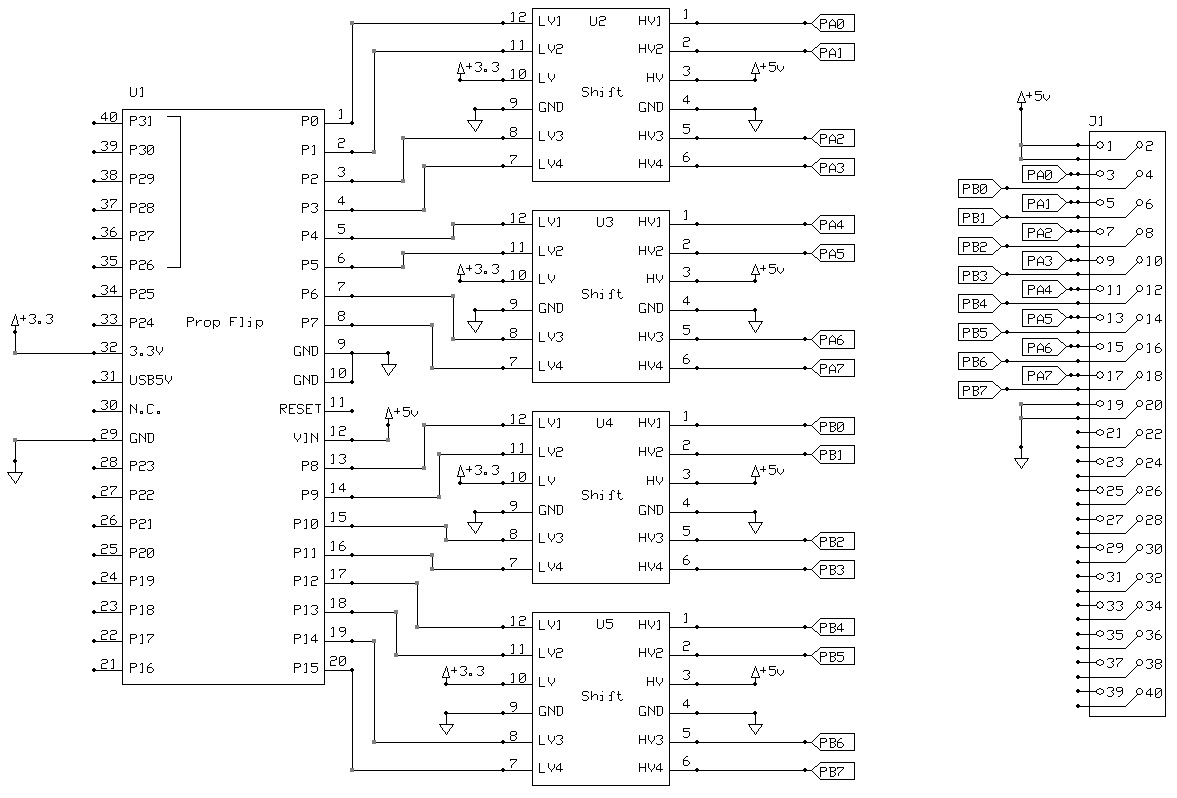 U1
40 P31 P0 1
39 P30 P1 2
38 P29 P2 3
37 P28 P3 4
36 P27 P4 5
35 P26 P5 6
34 P25 P6 7
33 P24 Prop Flip P7 8
+3.3
32 3.3V GND 9
31 USB5V GND 10
30 N.C. RESET 11
29 GND VIN 12 +5v
28 P23 P8 13
27 P22 P9 14
26 P21 P10 15
25 P20 P11 16
24 P19 P12 17
23 P18 P13 18
22 P17 P14 19
21 P16 P15 20
12 LV1 U2 HV1 1 PA0
11 LV2 HV2 2 PA1
+3.3 10 LV HV 3 +5v
Shift
9 GND GND 4
8 LV3 HV3 5 PA2
7 LV4 HV4 6 PA3
12 LV1 U3 HV1 1 PA4
11 LV2 HV2 2 PA5
+3.3 10 LV HV 3 +5v
Shift
9 GND GND 4
8 LV3 HV3 5 PA6
7 LV4 HV4 6 PA7
12 LV1 U4 HV1 1 PB0
11 LV2 HV2 2 PB1
+3.3 10 LV HV 3 +5v
Shift
9 GND GND 4
8 LV3 HV3 5 PB2
7 LV4 HV4 6 PB3
12 LV1 U5 HV1 1 PB4
11 LV2 HV2 2 PB5
+3.3 10 LV HV 3 +5v
Shift
9 GND GND 4
8 LV3 HV3 5 PB6
7 LV4 HV4 6 PB7
+5v
J1
1 2
PA0 3 4
PB0
PA1 5 6
PB1
PA2 7 8
PB2
PA3 9 10
PB3
PA4 11 12
PB4
PA5 13 14
PB5
PA6 15 16
PB6
PA7 17 18
PB7
19 20
21 22
23 24
25 26
27 28
29 30
31 32
33 34
35 36
37 38
39 40